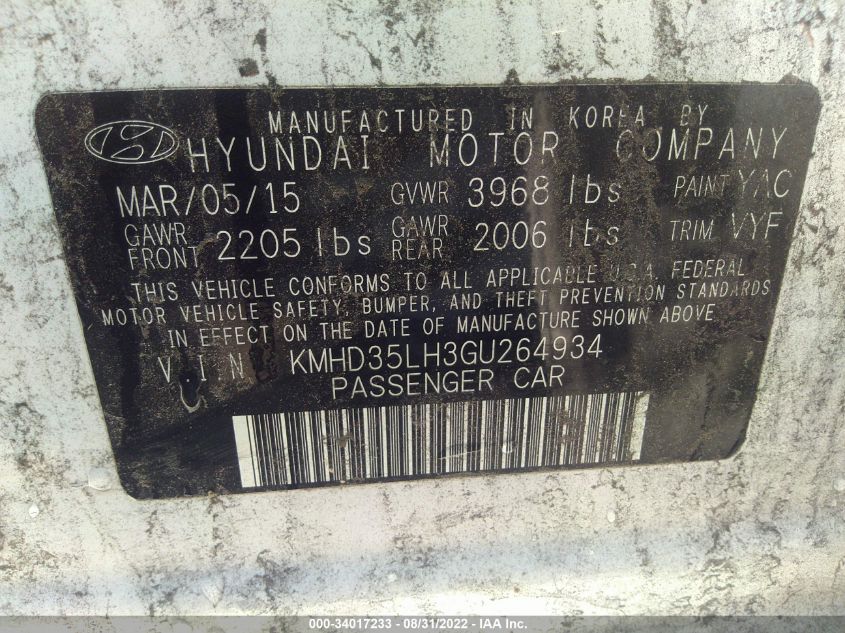 MANUFACTURED IN KOREA BY
HYUNDAI MOTOR COMPANY
MAR/05/15 GVWR 3968 lbs PAINT YAC
GAWR FRONT 2205 lbs GAWR REAR 2006 lbs TRIM VYF
THIS VEHICLE CONFORMS TO ALL APPLICABLE U.S.A. FEDERAL
MOTOR VEHICLE SAFETY, BUMPER, AND THEFT PREVENTION STANDARDS
IN EFFECT ON THE DATE OF MANUFACTURE SHOWN ABOVE.
V I N KMHD35LH3GU264934
PASSENGER CAR
000-34017233 - 08/31/2022 - IAA Inc.